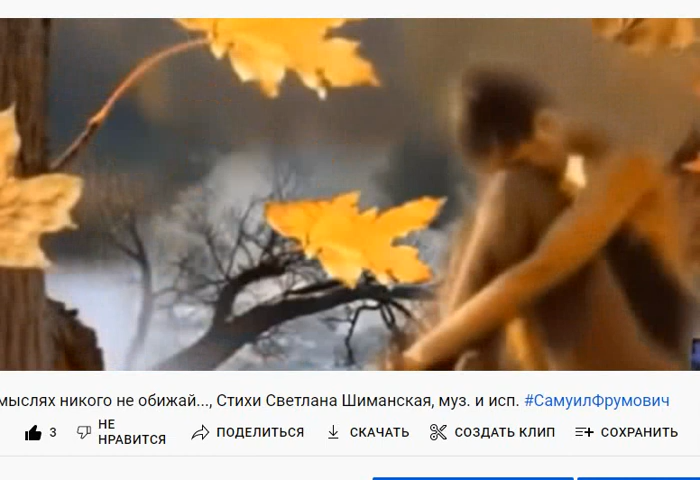 мыслях никого не обижай..., Стихи Светлана Шиманская, муз. и исп. #СамуилФрумович
3 НЕ НРАВИТСЯ ПОДЕЛИТЬСЯ СКАЧАТЬ СОЗДАТЬ КЛИП СОХРАНИТЬ